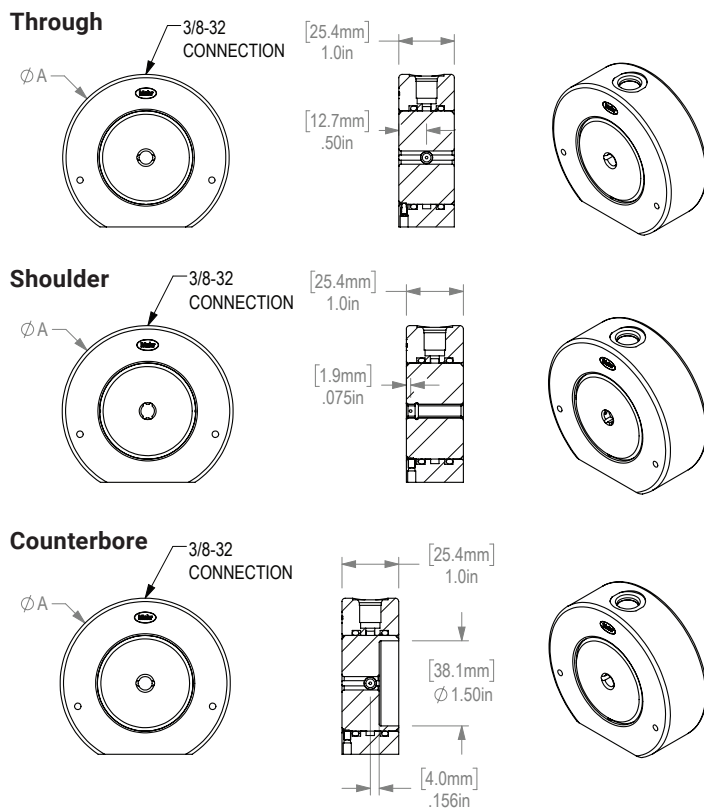 Through
3/8-32
CONNECTION
∅A
[25.4mm]
1.0in
[12.7mm]
.50in
Shoulder
3/8-32
CONNECTION
∅A
[25.4mm]
1.0in
[1.9mm]
.075in
Counterbore
3/8-32
CONNECTION
∅A
[25.4mm]
1.0in
[38.1mm]
∅1.50in
[4.0mm]
.156in